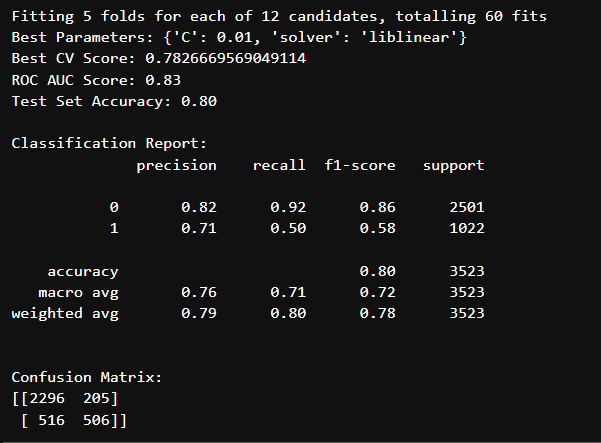 Fitting 5 folds for each of 12 candidates, totalling 60 fits
Best Parameters: {'C': 0.01, 'solver': 'liblinear'}
Best CV Score: 0.7826669569049114
ROC AUC Score: 0.83
Test Set Accuracy: 0.80
Classification Report:
precision recall f1-score support
0 0.82 0.92 0.86 2501
1 0.71 0.50 0.58 1022
accuracy 0.80 3523
macro avg 0.76 0.71 0.72 3523
weighted avg 0.79 0.80 0.78 3523
Confusion Matrix:
[[2296 205]
[ 516 506]]